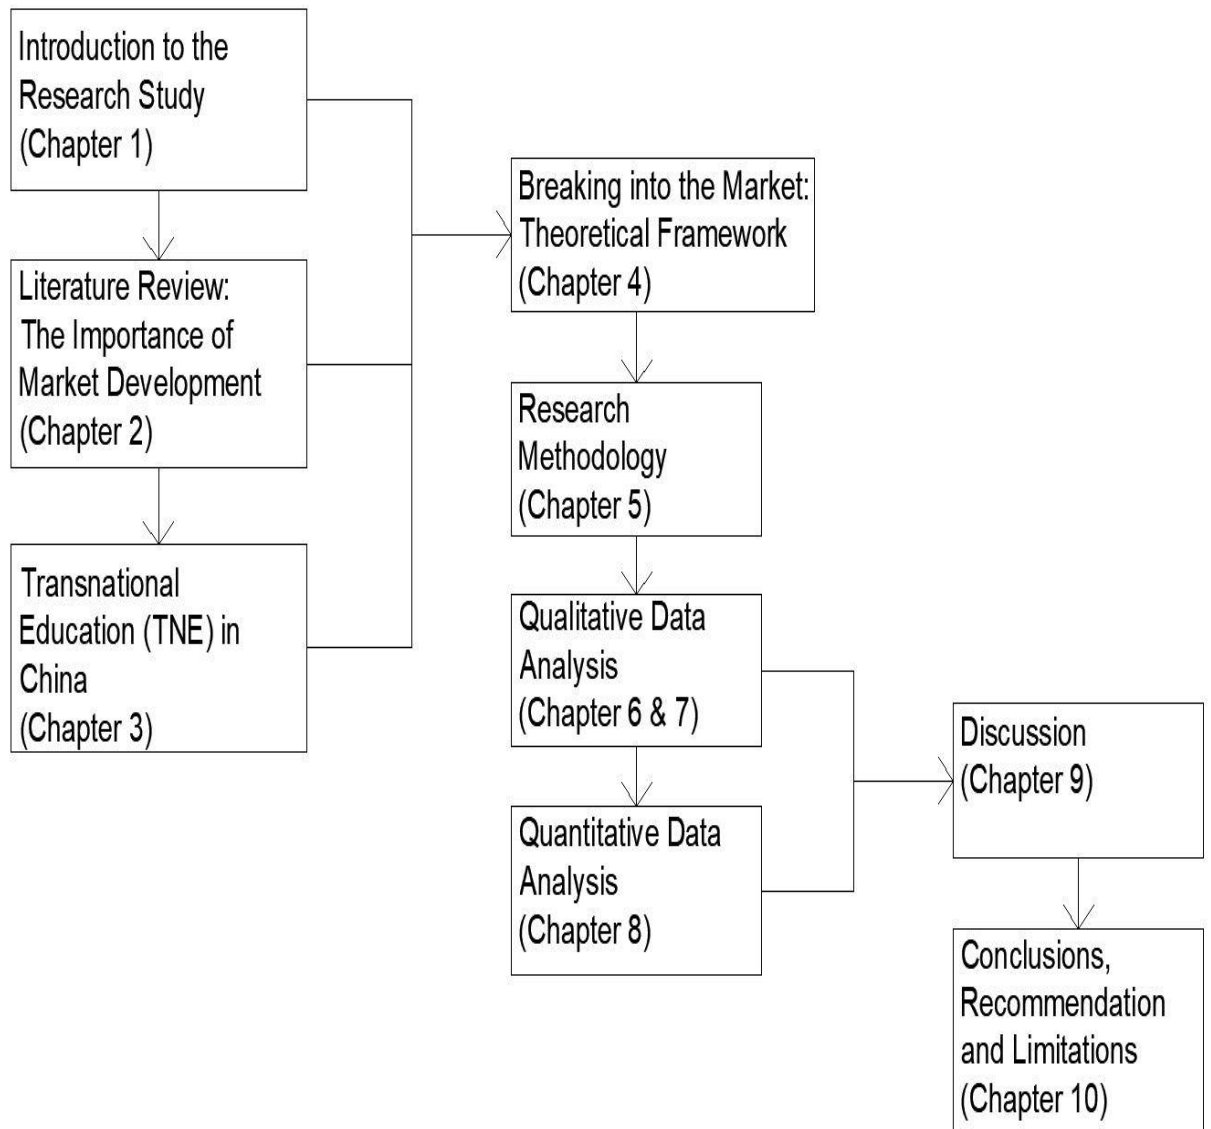 Introduction to the
Research Study
(Chapter 1)
Literature Review:
The Importance of
Market Development
(Chapter 2)
Transnational
Education (TNE) in
China
(Chapter 3)
Breaking into the Market:
Theoretical Framework
(Chapter 4)
Research
Methodology
(Chapter 5)
Qualitative Data
Analysis
(Chapter 6 & 7)
Quantitative Data
Analysis
(Chapter 8)
Discussion
(Chapter 9)
Conclusions,
Recommendation
and Limitations
(Chapter 10)